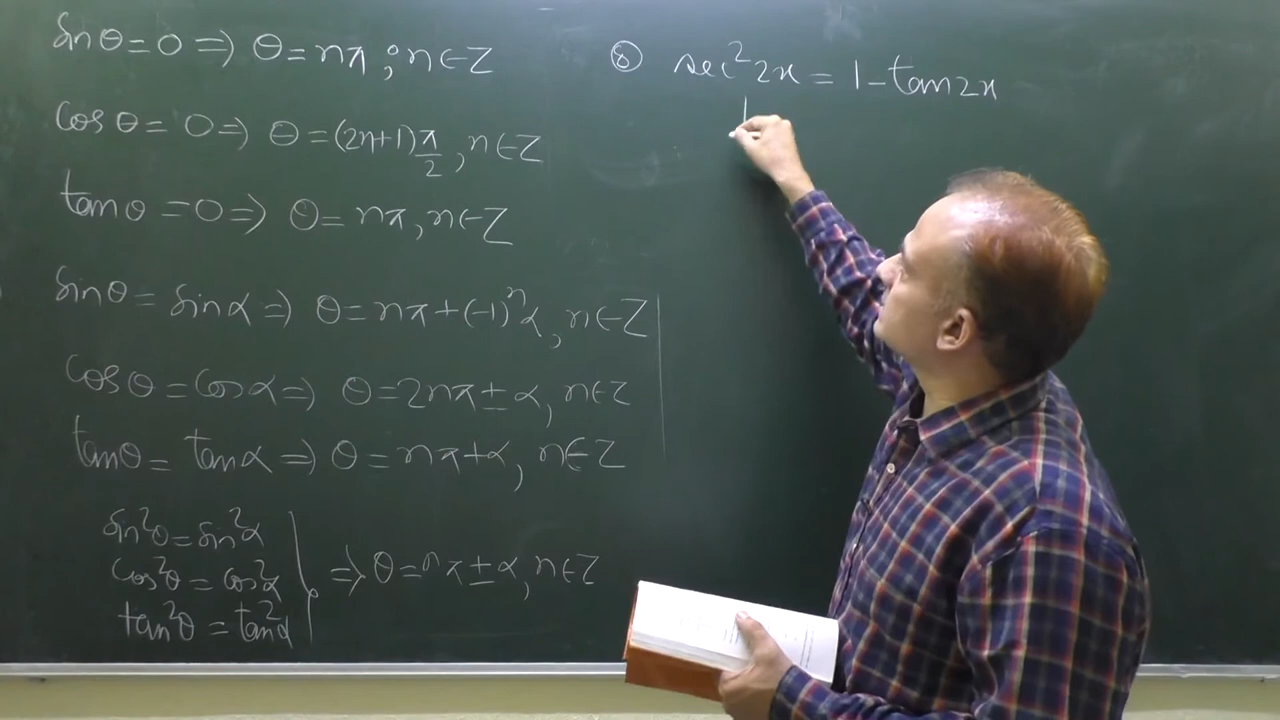 sinθ = 0 ⇒ θ = nπ ; n ∈ Z
cosθ = 0 ⇒ θ = (2n+1)π/2 , n ∈ Z
tanθ = 0 ⇒ θ = nπ , n ∈ Z
sinθ = sinα ⇒ θ = nπ + (-1)ⁿα , n ∈ Z
cosθ = cosα ⇒ θ = 2nπ ± α , n ∈ Z
tanθ = tanα ⇒ θ = nπ + α , n ∈ Z
sin²θ = sin²α
cos²θ = cos²α ⇒ θ = nπ ± α , n ∈ Z
tan²θ = tan²α
⑧ sec²2x = 1 - tan2x